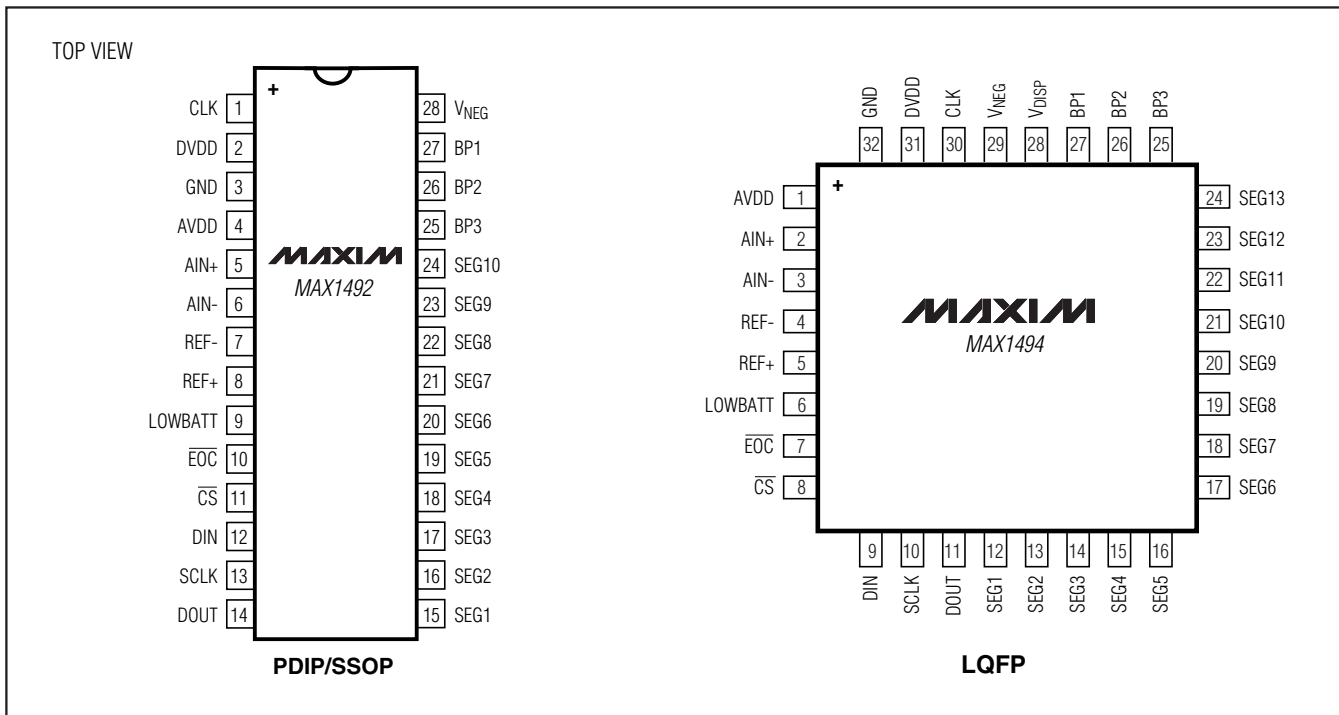 TOP VIEW
+
MAXIM
MAX1492
CLK 1
DVDD 2
GND 3
AVDD 4
AIN+ 5
AIN- 6
REF- 7
REF+ 8
LOWBATT 9
EOC 10
CS 11
DIN 12
SCLK 13
DOUT 14
28 VNEG
27 BP1
26 BP2
25 BP3
24 SEG10
23 SEG9
22 SEG8
21 SEG7
20 SEG6
19 SEG5
18 SEG4
17 SEG3
16 SEG2
15 SEG1
PDIP/SSOP
GND 32
DVDD 31
CLK 30
VNEG 29
VDISP 28
BP1 27
BP2 26
BP3 25
+
MAXIM
MAX1494
AVDD 1
AIN+ 2
AIN- 3
REF- 4
REF+ 5
LOWBATT 6
EOC 7
CS 8
24 SEG13
23 SEG12
22 SEG11
21 SEG10
20 SEG9
19 SEG8
18 SEG7
17 SEG6
9 DIN
10 SCLK
11 DOUT
12 SEG1
13 SEG2
14 SEG3
15 SEG4
16 SEG5
LQFP